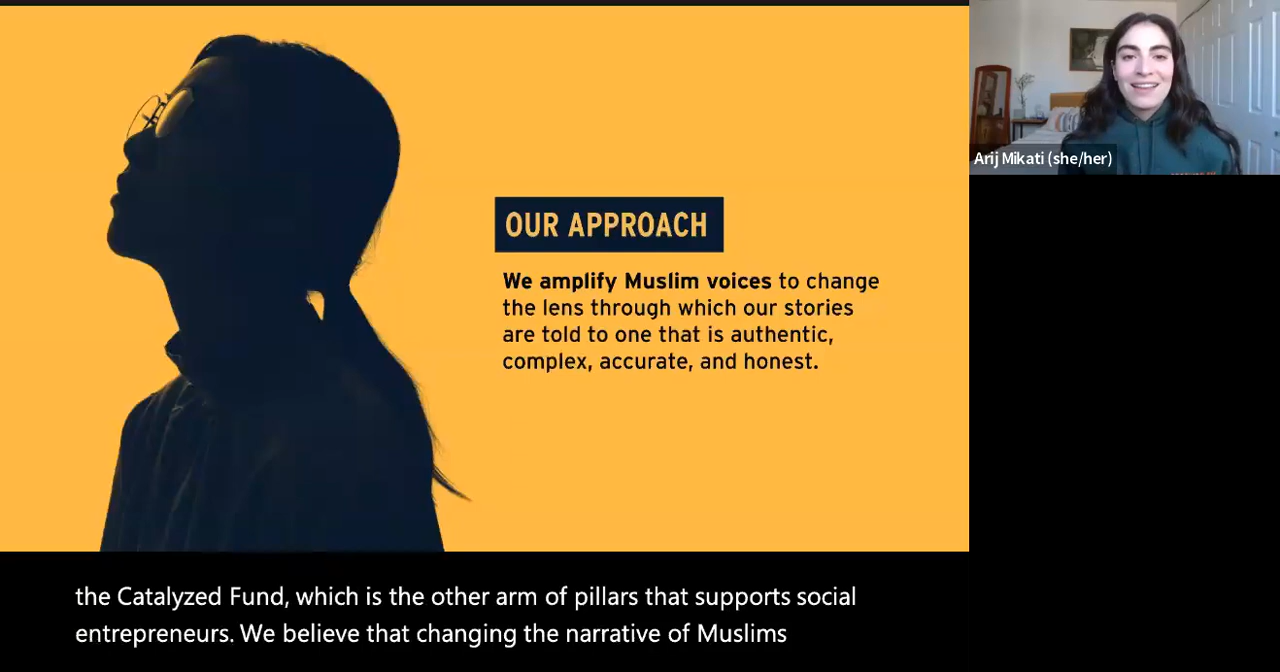 OUR APPROACH
We amplify Muslim voices to change
the lens through which our stories
are told to one that is authentic,
complex, accurate, and honest.
Arij Mikati (she/her)
the Catalyzed Fund, which is the other arm of pillars that supports social
entrepreneurs. We believe that changing the narrative of Muslims